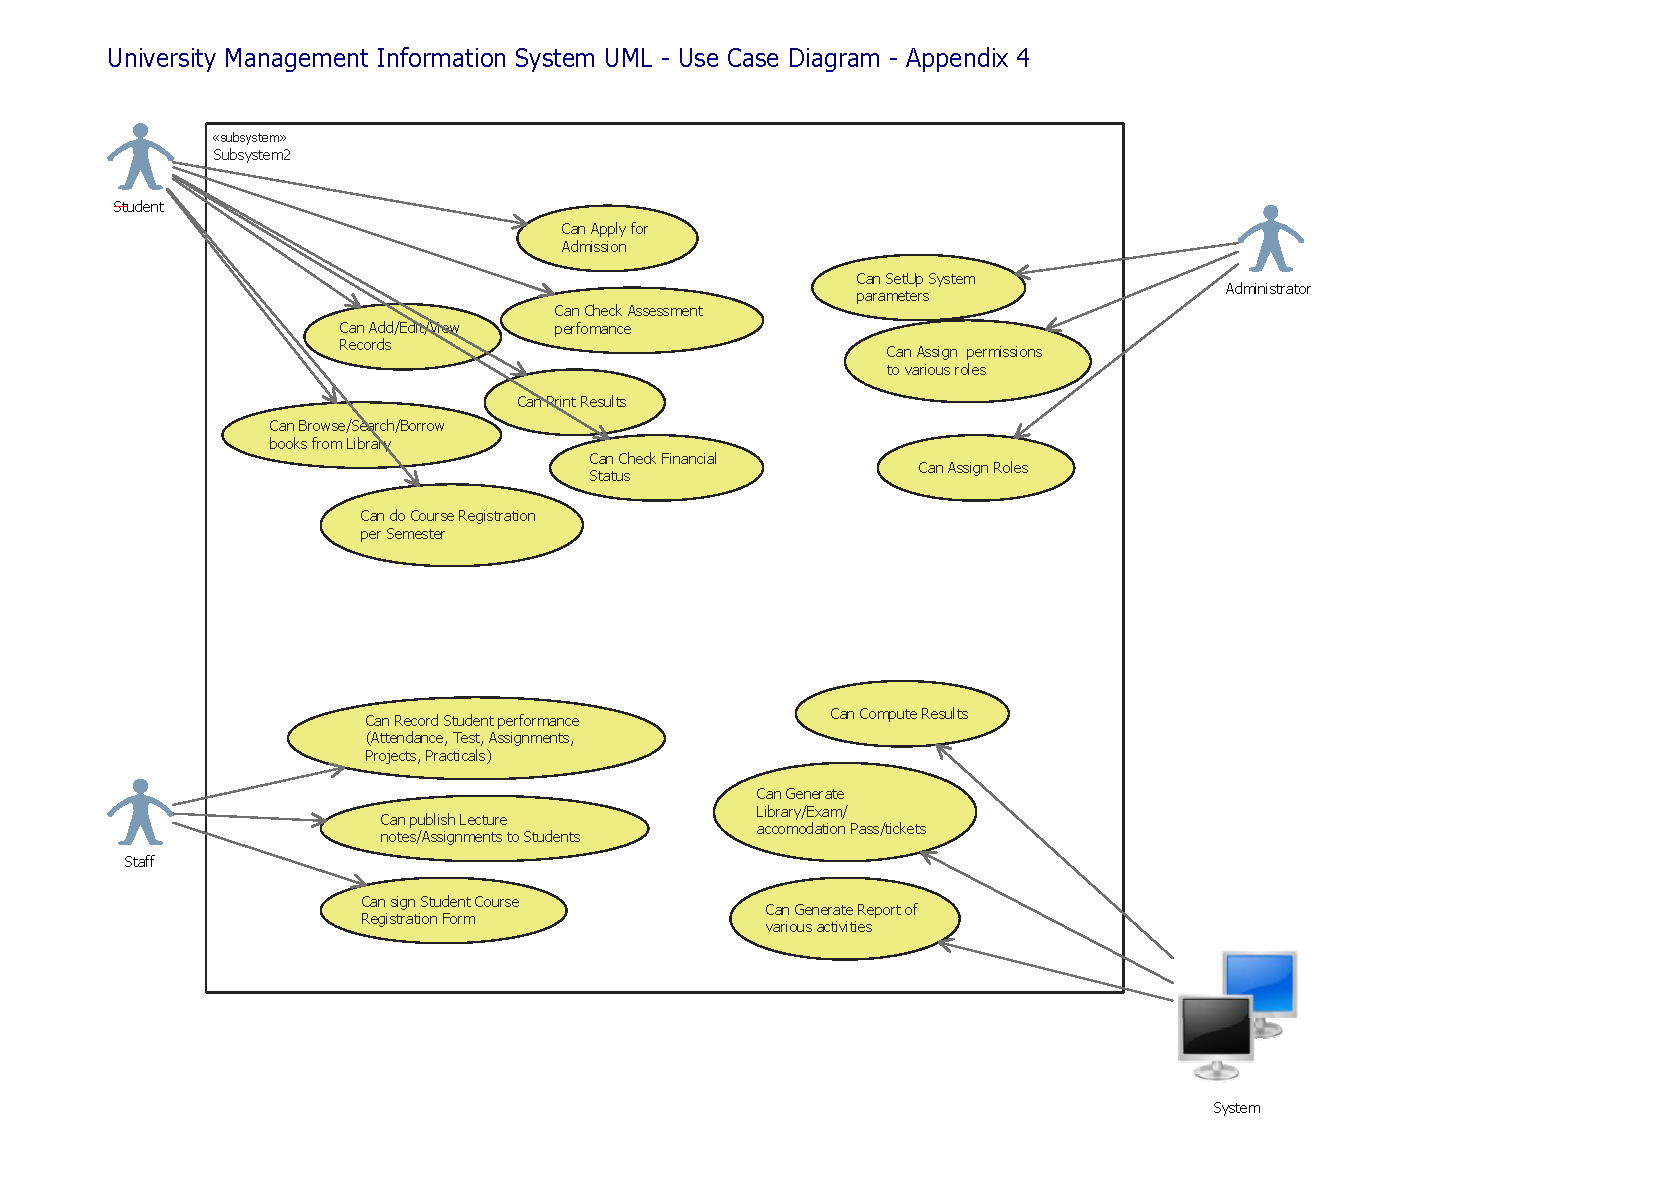 University Management Information System UML - Use Case Diagram - Appendix 4
«subsystem»
Subsystem2
Student
Can Apply for
Admission
Can SetUp System
parameters
Administrator
Can Check Assessment
perfomance
Can Add/Edit/View
Records
Can Assign  permissions
to various roles
Can Print Results
Can Browse/Search/Borrow
books from Library
Can Check Financial
Status
Can Assign Roles
Can do Course Registration
per Semester
Can Record Student performance
(Attendance, Test, Assignments,
Projects, Practicals)
Can Compute Results
Can Generate
Library/Exam/
accomodation Pass/tickets
Can publish Lecture
notes/Assignments to Students
Staff
Can sign Student Course
Registration Form
Can Generate Report of
various activities
System